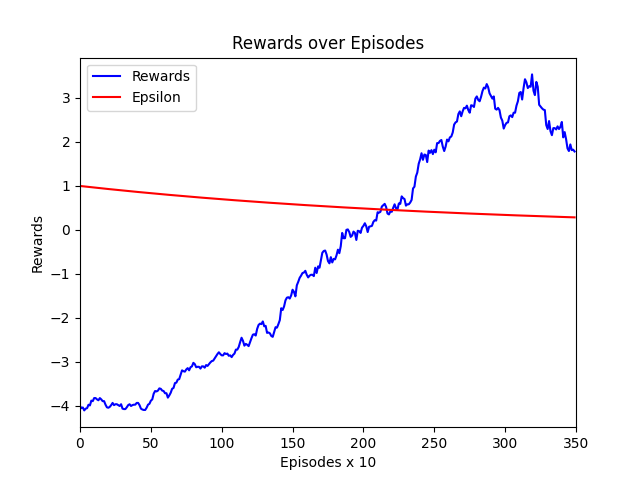 Rewards over Episodes
Rewards
Epsilon
3
2
1
0
−1
−2
−3
−4
Rewards
0 50 100 150 200 250 300 350
Episodes x 10